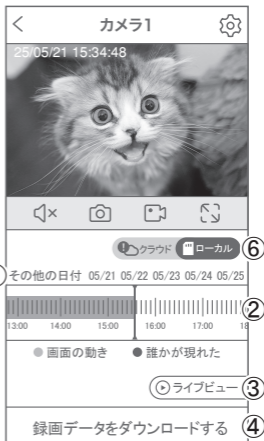 カメラ1
25/05/21 15:34:48
クラウド ローカル ⑥
その他の日付 05/21 05/22 05/23 05/24 05/25
②
13:00 14:00 15:00 16:00 17:00 18
画面の動き 誰かが現れた
ライブビュー ③
録画データをダウンロードする ④